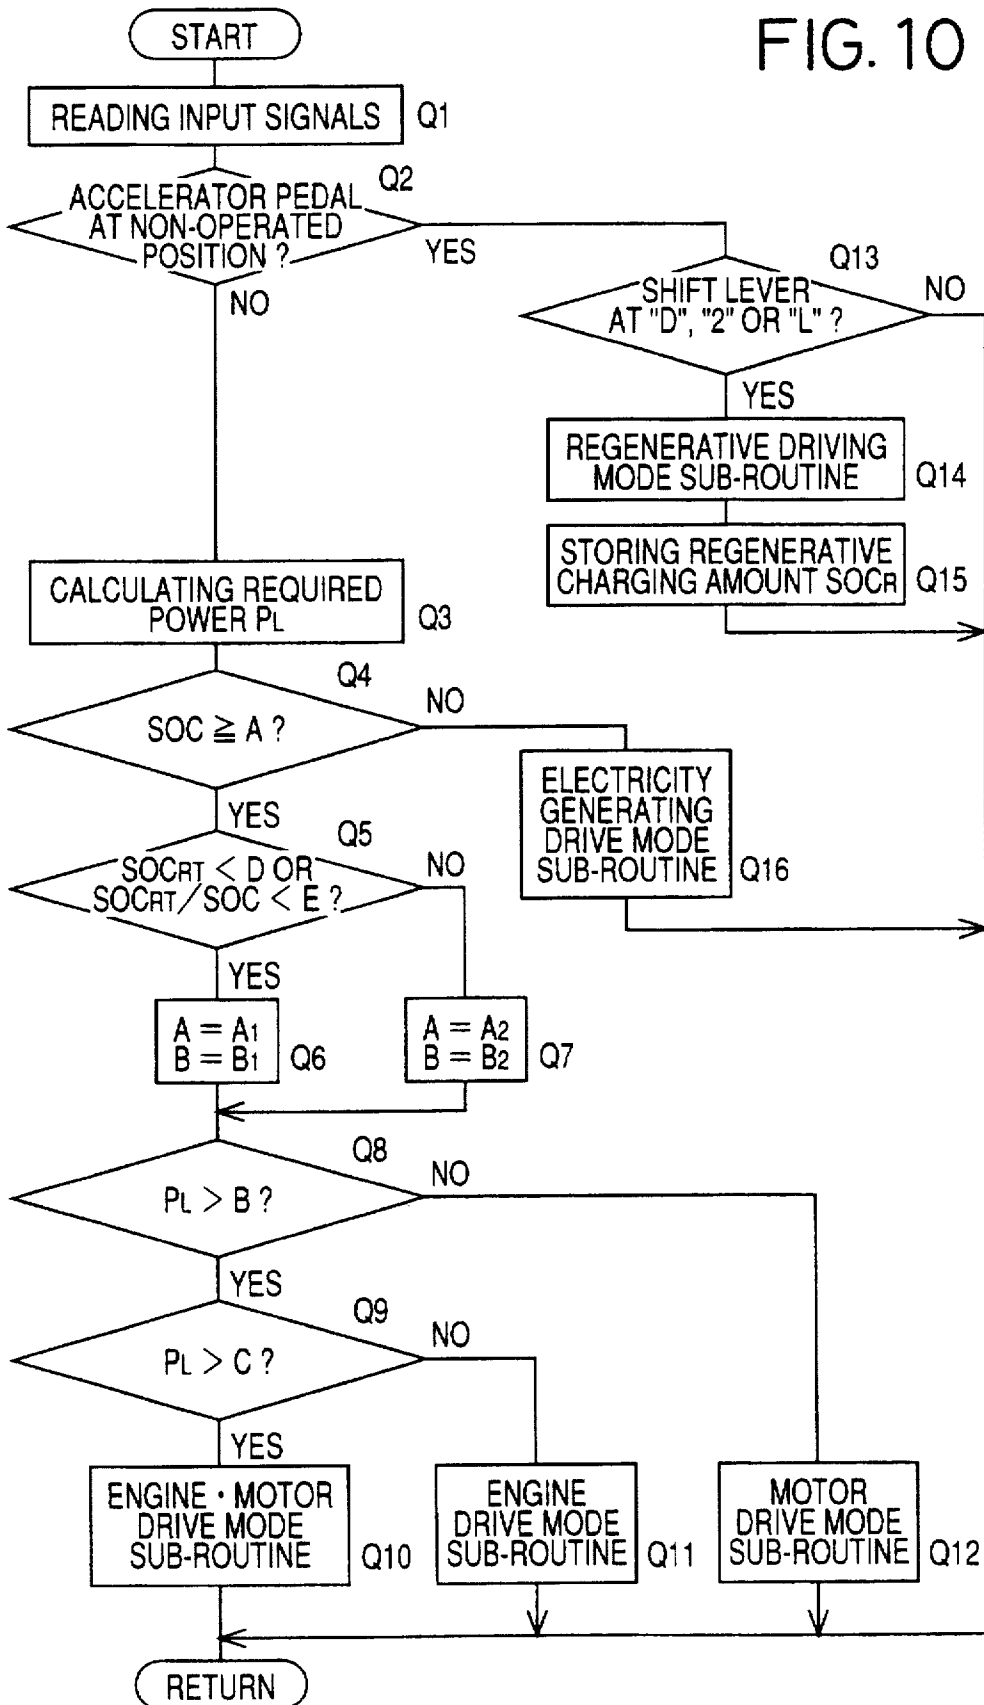 START
FIG. 10
READING INPUT SIGNALS
Q1
Q2
ACCELERATOR PEDAL
AT NON-OPERATED
POSITION ?
YES
NO
Q13
SHIFT LEVER
AT "D", "2" OR "L" ?
NO
YES
REGENERATIVE DRIVING
MODE SUB-ROUTINE
Q14
STORING REGENERATIVE
CHARGING AMOUNT SOCR
Q15
CALCULATING REQUIRED
POWER PL
Q3
Q4
SOC ≧ A ?
NO
YES
ELECTRICITY
GENERATING
DRIVE MODE
SUB-ROUTINE
Q16
Q5
SOCRT < D OR
SOCRT/SOC < E ?
NO
YES
A = A1
B = B1
Q6
A = A2
B = B2
Q7
Q8
PL > B ?
NO
YES
Q9
PL > C ?
NO
YES
ENGINE · MOTOR
DRIVE MODE
SUB-ROUTINE
Q10
ENGINE
DRIVE MODE
SUB-ROUTINE
Q11
MOTOR
DRIVE MODE
SUB-ROUTINE
Q12
RETURN